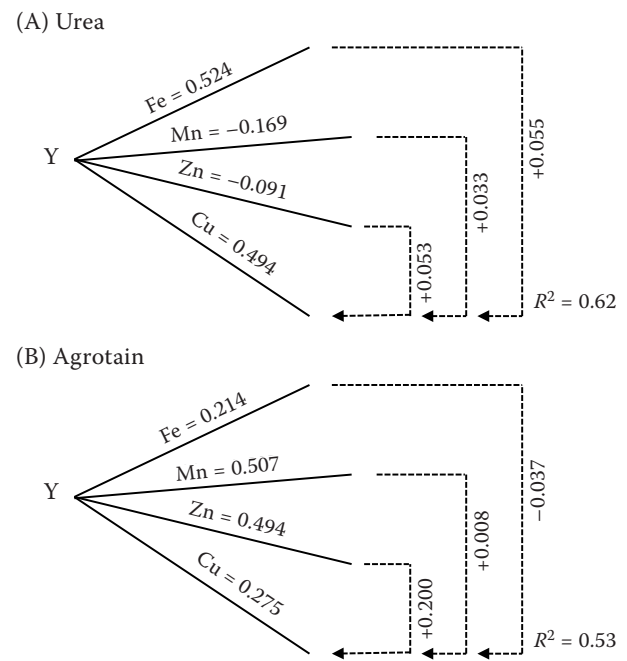 (A) Urea
Fe = 0.524
Mn = −0.169
Y
Zn = −0.091
Cu = 0.494
+0.053
+0.033
+0.055
R² = 0.62
(B) Agrotain
Fe = 0.214
Mn = 0.507
Y
Zn = 0.494
Cu = 0.275
+0.200
+0.008
−0.037
R² = 0.53